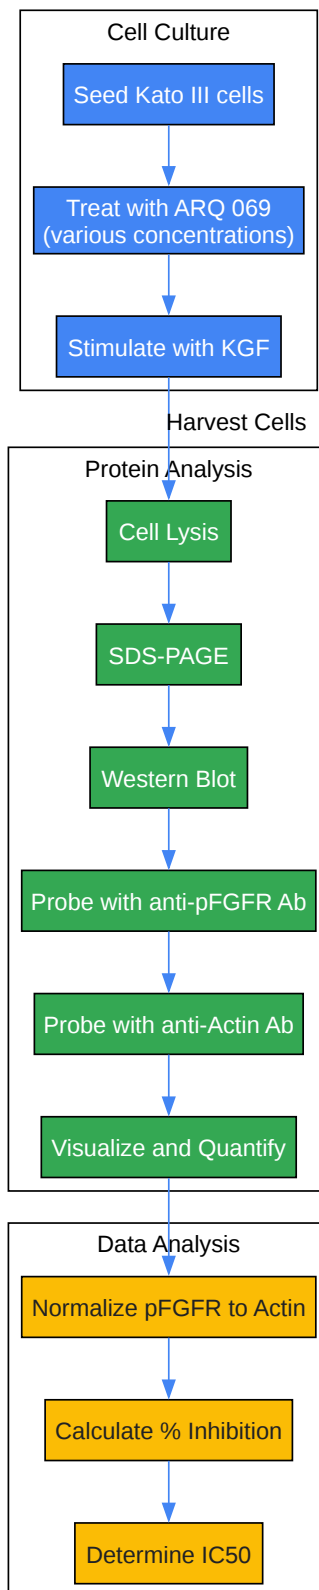 Cell Culture
Seed Kato III cells
Treat with ARQ 069
(various concentrations)
Stimulate with KGF
Harvest Cells
Protein Analysis
Cell Lysis
SDS-PAGE
Western Blot
Probe with anti-pFGFR Ab
Probe with anti-Actin Ab
Visualize and Quantify
Data Analysis
Normalize pFGFR to Actin
Calculate % Inhibition
Determine IC50